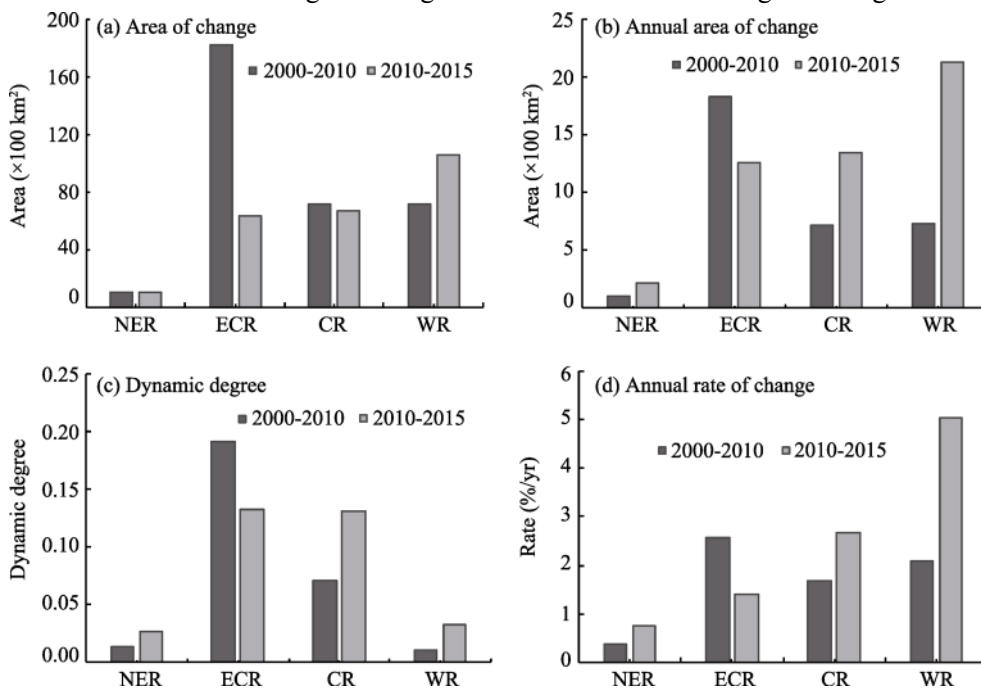 (a) Area of change
2000-2010 2010-2015
Area (×100 km²)
200
160
120
80
40
0
NER ECR CR WR
(b) Annual area of change
2000-2010 2010-2015
Area (×100 km²)
25
20
15
10
5
0
NER ECR CR WR
(c) Dynamic degree
2000-2010 2010-2015
Dynamic degree
0.25
0.20
0.15
0.10
0.05
0.00
NER ECR CR WR
(d) Annual rate of change
2000-2010 2010-2015
Rate (%/yr)
6
5
4
3
2
1
0
NER ECR CR WR